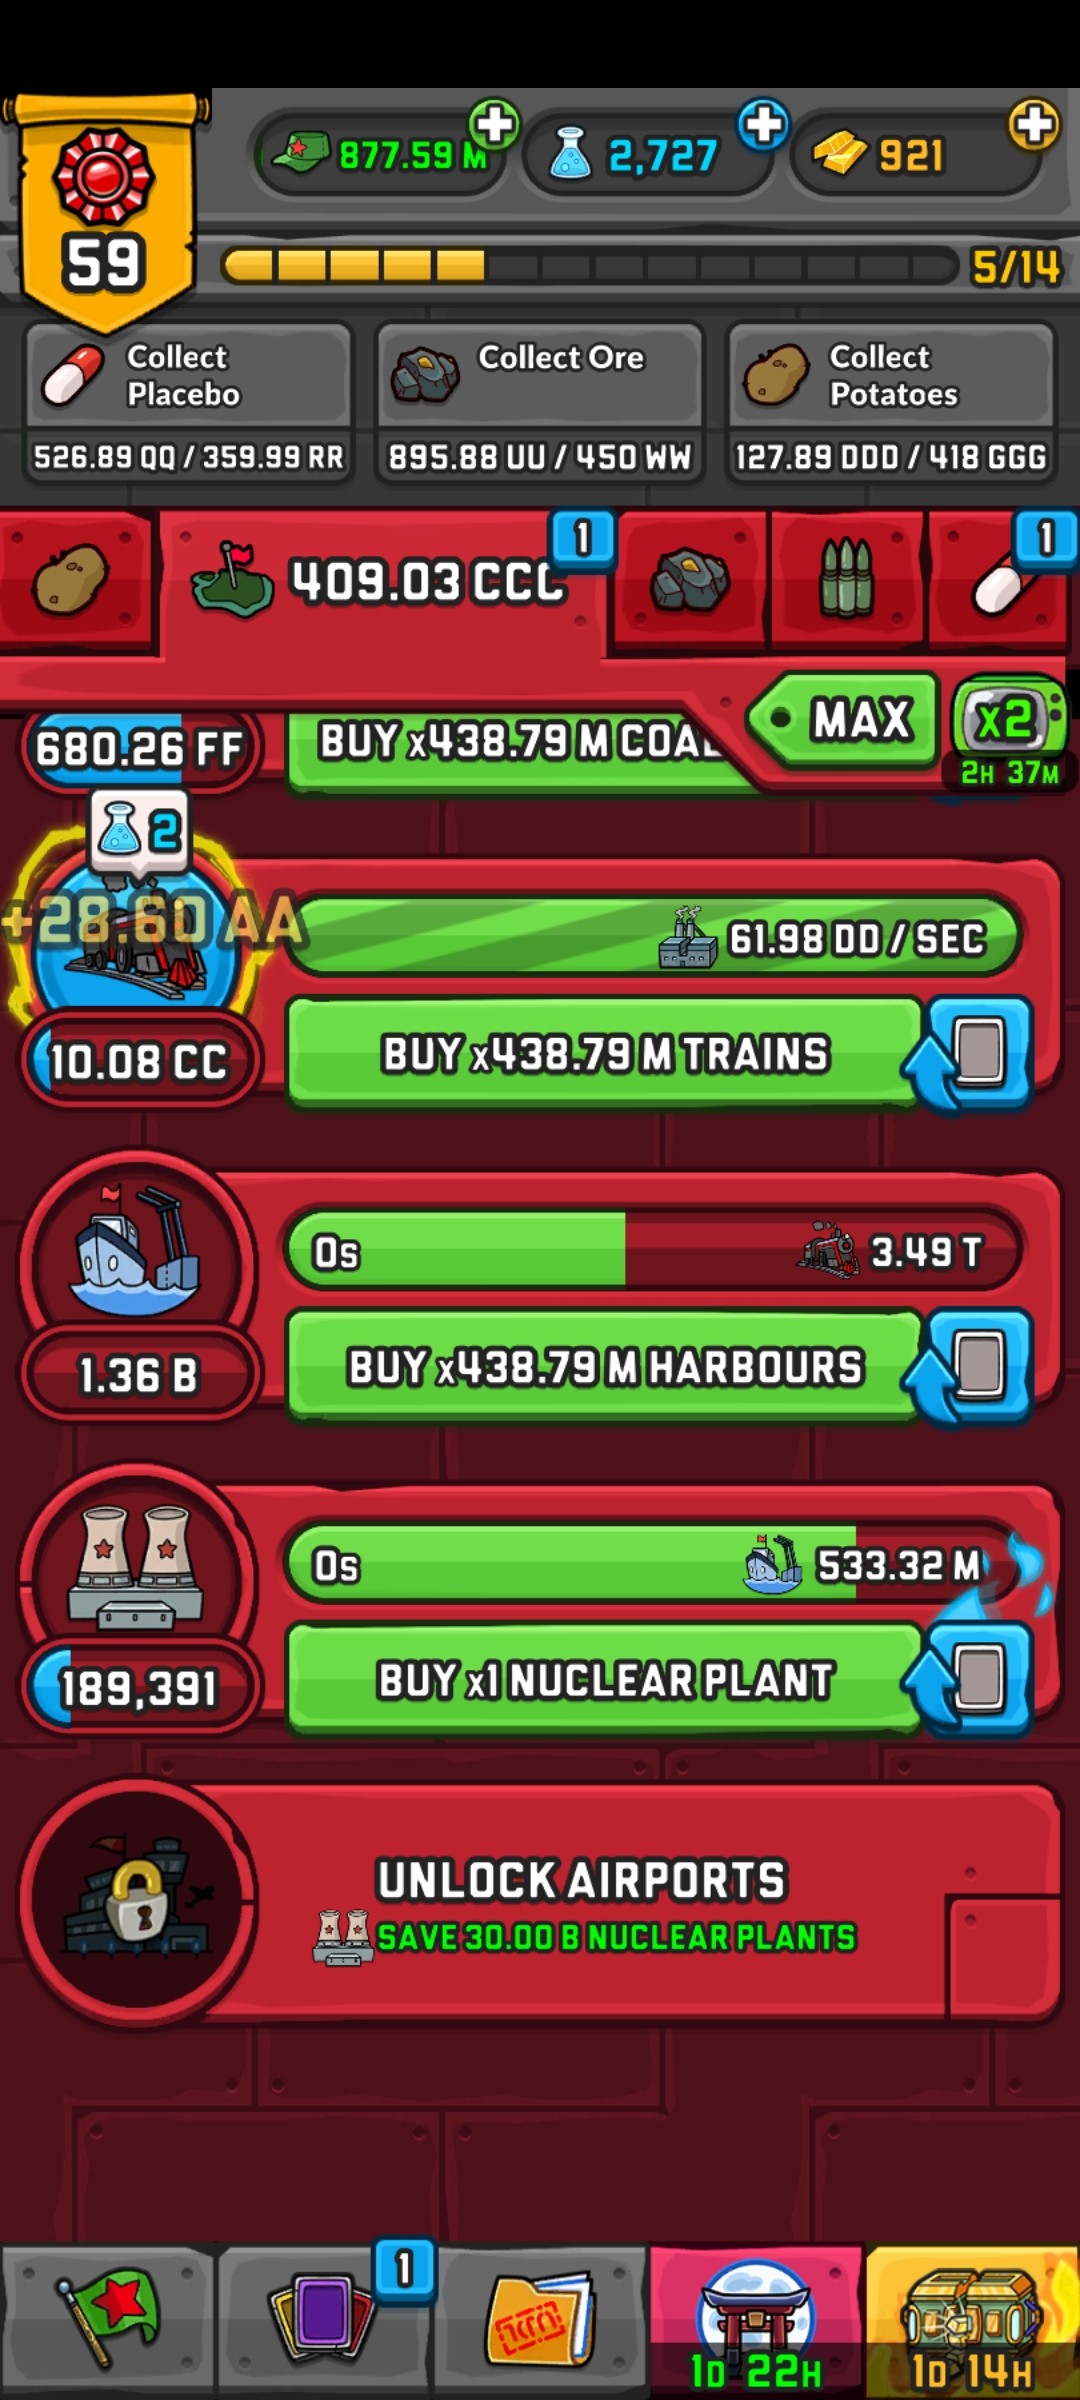 59
877.59 M
2,727
921
5/14
Collect Placebo
526.89 QQ / 359.99 RR
Collect Ore
895.88 UU / 450 WW
Collect Potatoes
127.89 DDD / 418 GGG
409.03 CCC
1
1
MAX
x2
2H 37M
680.26 FF
BUY x438.79 M COAL
2
+28.60 AA
61.98 DD / SEC
10.08 CC
BUY x438.79 M TRAINS
0s
3.49 T
1.36 B
BUY x438.79 M HARBOURS
0s
533.32 M
189,391
BUY x1 NUCLEAR PLANT
UNLOCK AIRPORTS
SAVE 30.00 B NUCLEAR PLANTS
1
1D 22H
1D 14H